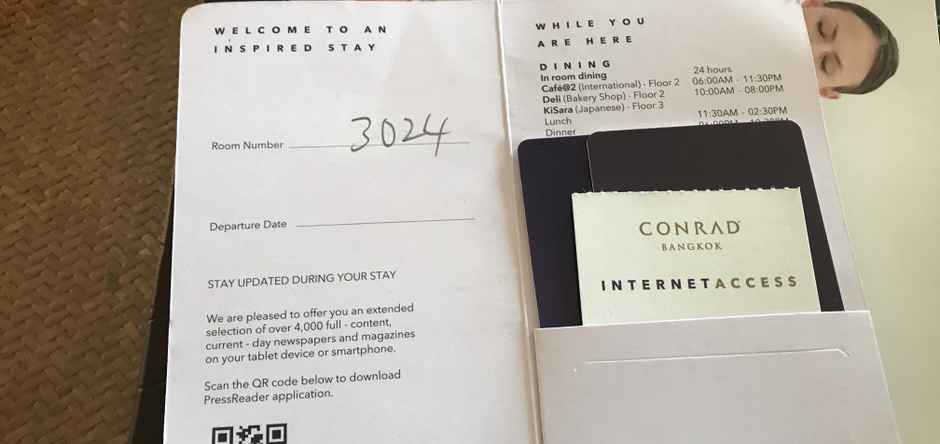 WELCOME TO AN
INSPIRED STAY
Room Number 3024
Departure Date
STAY UPDATED DURING YOUR STAY
We are pleased to offer you an extended
selection of over 4,000 full - content,
current - day newspapers and magazines
on your tablet device or smartphone.
Scan the QR code below to download
PressReader application.
WHILE YOU
ARE HERE
DINING
In room dining 24 hours
Café@2 (International) - Floor 2 06:00AM - 11:30PM
Deli (Bakery Shop) - Floor 2 10:00AM - 08:00PM
KiSara (Japanese) - Floor 3
Lunch 11:30AM - 02:30PM
Dinner
CONRAD
BANGKOK
INTERNETACCESS